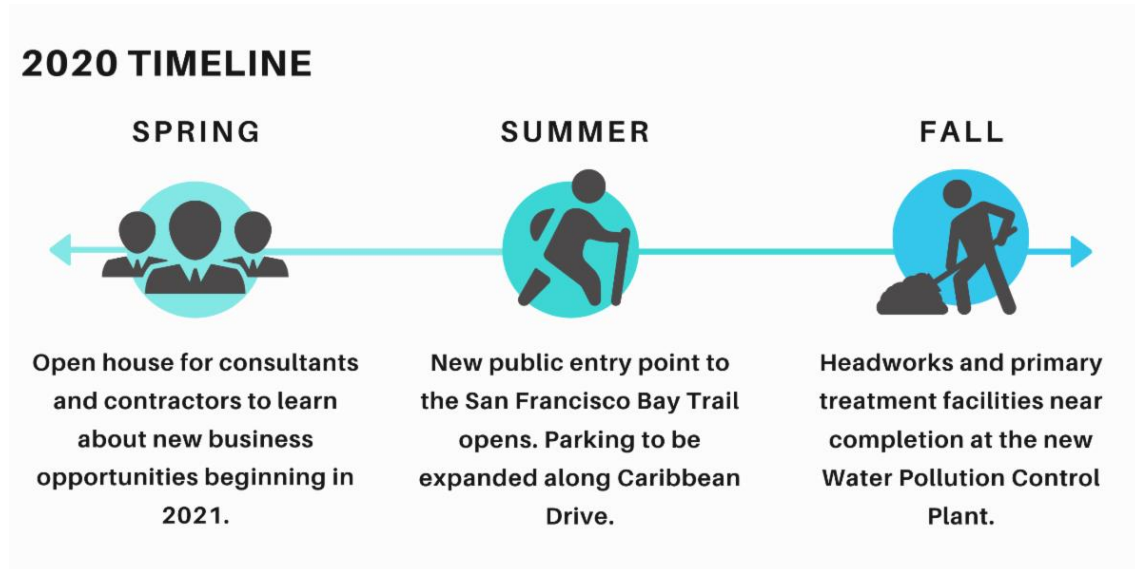 2020 TIMELINE
SPRING
Open house for consultants
and contractors to learn
about new business
opportunities beginning in
2021.
SUMMER
New public entry point to
the San Francisco Bay Trail
opens. Parking to be
expanded along Caribbean
Drive.
FALL
Headworks and primary
treatment facilities near
completion at the new
Water Pollution Control
Plant.